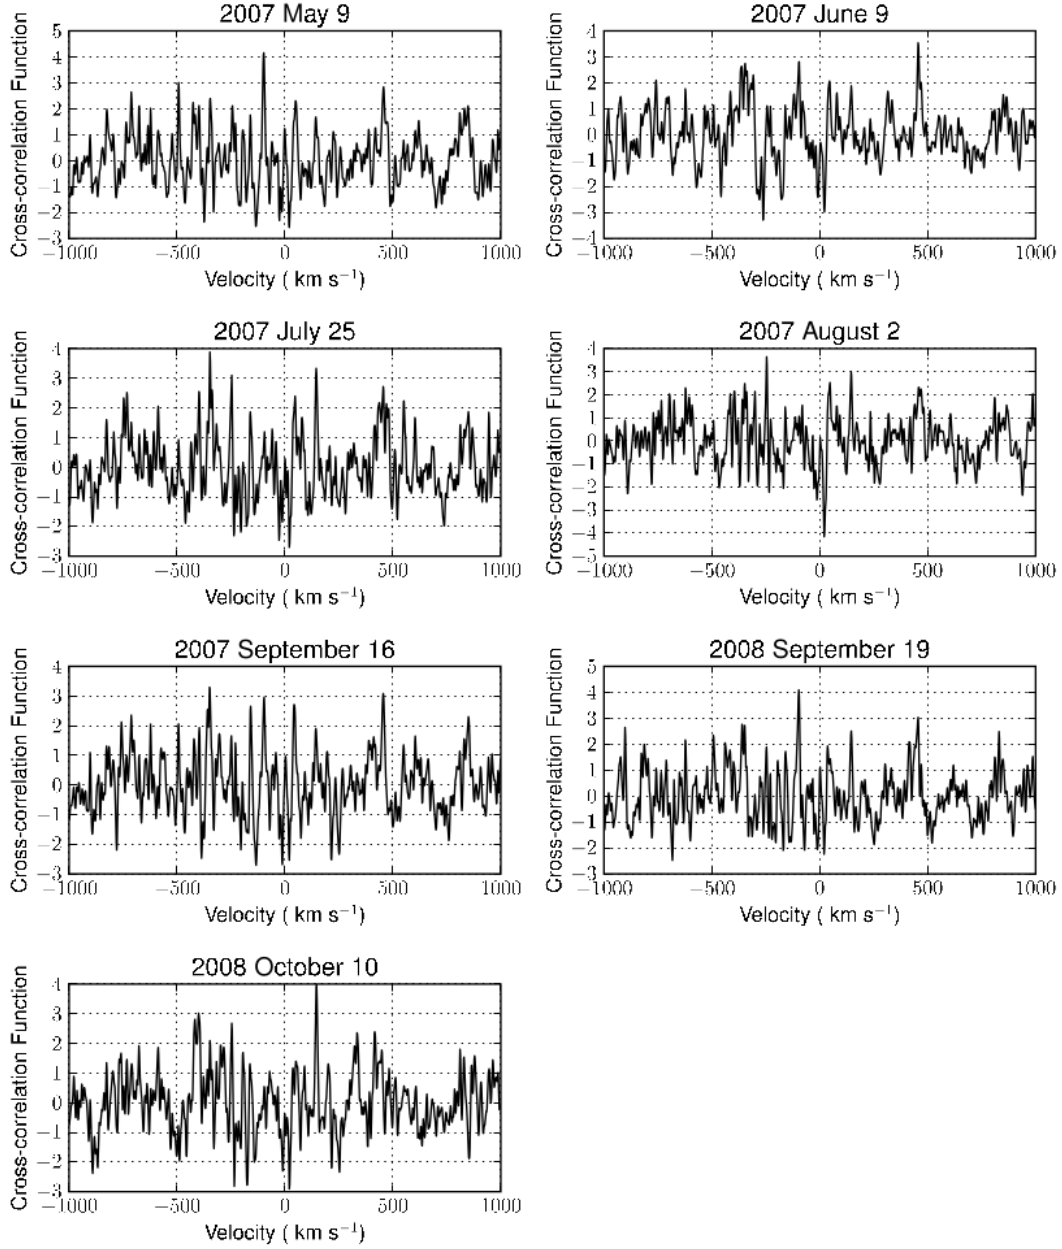 2007 May 9
Cross-correlation Function
5
4
3
2
1
0
−1
−2
−3
−1000 −500 0 500 1000
Velocity ( km s⁻¹)
2007 June 9
Cross-correlation Function
4
3
2
1
0
−1
−2
−3
−4
−1000 −500 0 500 1000
Velocity ( km s⁻¹)
2007 July 25
Cross-correlation Function
4
3
2
1
0
−1
−2
−3
−1000 −500 0 500 1000
Velocity ( km s⁻¹)
2007 August 2
Cross-correlation Function
4
3
2
1
0
−1
−2
−3
−4
−5
−1000 −500 0 500 1000
Velocity ( km s⁻¹)
2007 September 16
Cross-correlation Function
4
3
2
1
0
−1
−2
−3
−1000 −500 0 500 1000
Velocity ( km s⁻¹)
2008 September 19
Cross-correlation Function
5
4
3
2
1
0
−1
−2
−3
−1000 −500 0 500 1000
Velocity ( km s⁻¹)
2008 October 10
Cross-correlation Function
4
3
2
1
0
−1
−2
−3
−1000 −500 0 500 1000
Velocity ( km s⁻¹)